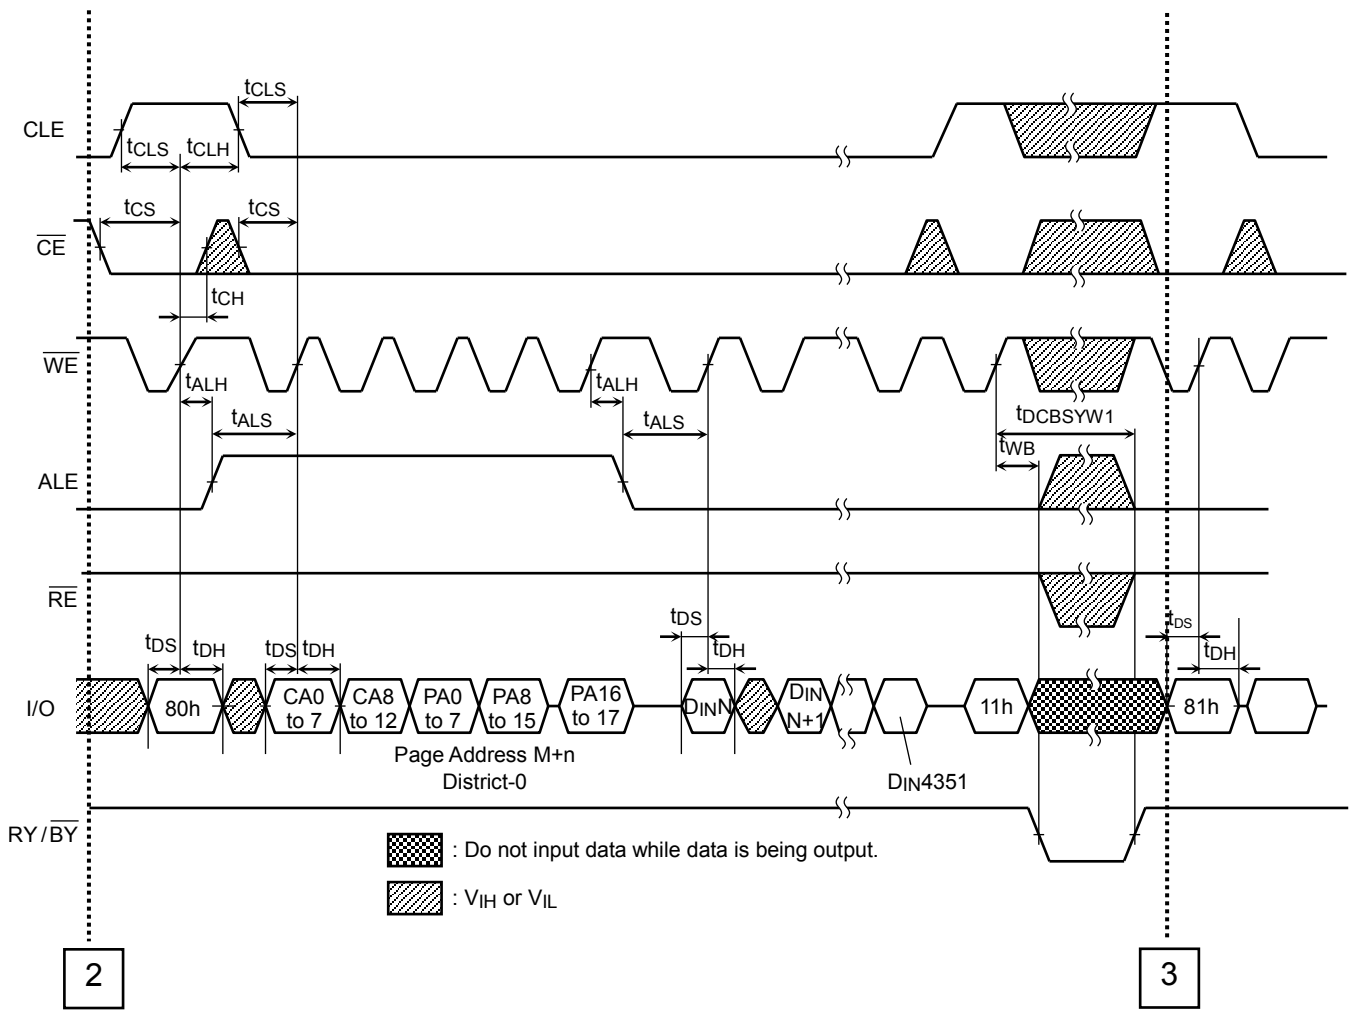 tCLS
CLE
tCLS tCLH
tCS tCS
CE
tCH
WE
tALH tALH
tALS tALS tDCBSYW1
tWB
ALE
RE
tDS tDS
tDS tDH tDS tDH tDH tDH
I/O 80h CA0 to 7 CA8 to 12 PA0 to 7 PA8 to 15 PA16 to 17 DINN DIN N+1 11h 81h
Page Address M+n
District-0
DIN4351
RY/BY
: Do not input data while data is being output.
: VIH or VIL
2 3